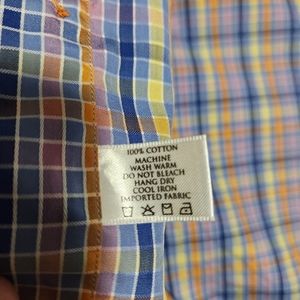 100% COTTON
MACHINE
WASH WARM
DO NOT BLEACH
HANG DRY
COOL IRON
IMPORTED FABRIC